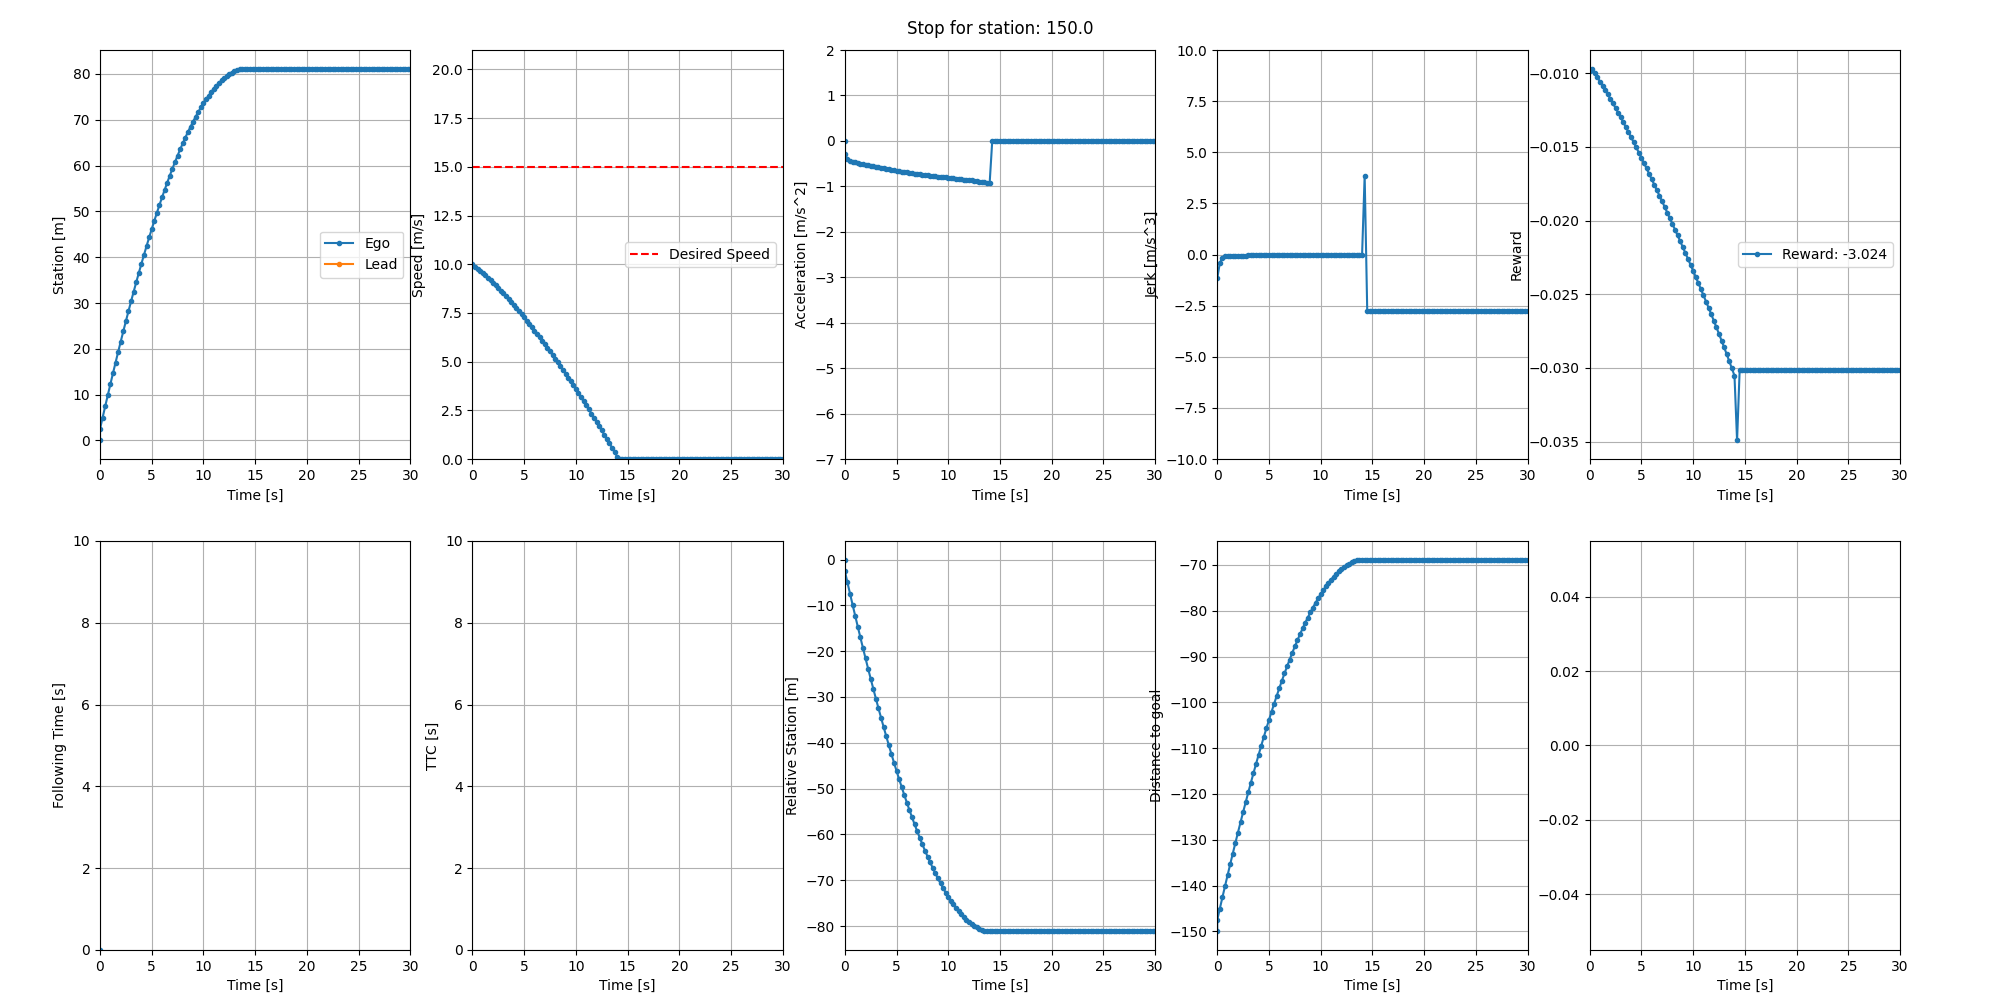 Stop for station: 150.0
Station [m]
80
70
60
50
40
30
20
10
0
Ego
Lead
0 5 10 15 20 25 30
Time [s]
Speed [m/s]
20.0
17.5
15.0
12.5
10.0
7.5
5.0
2.5
0.0
Desired Speed
0 5 10 15 20 25 30
Time [s]
Acceleration [m/s^2]
2
1
0
−1
−2
−3
−4
−5
−6
−7
0 5 10 15 20 25 30
Time [s]
Jerk [m/s^3]
10.0
7.5
5.0
2.5
0.0
−2.5
−5.0
−7.5
−10.0
0 5 10 15 20 25 30
Time [s]
Reward
−0.010
−0.015
−0.020
−0.025
−0.030
−0.035
Reward: -3.024
0 5 10 15 20 25 30
Time [s]
Following Time [s]
10
8
6
4
2
0
0 5 10 15 20 25 30
Time [s]
TTC [s]
10
8
6
4
2
0
0 5 10 15 20 25 30
Time [s]
Relative Station [m]
0
−10
−20
−30
−40
−50
−60
−70
−80
0 5 10 15 20 25 30
Time [s]
Distance to goal
−70
−80
−90
−100
−110
−120
−130
−140
−150
0 5 10 15 20 25 30
Time [s]
0.04
0.02
0.00
−0.02
−0.04
0 5 10 15 20 25 30
Time [s]